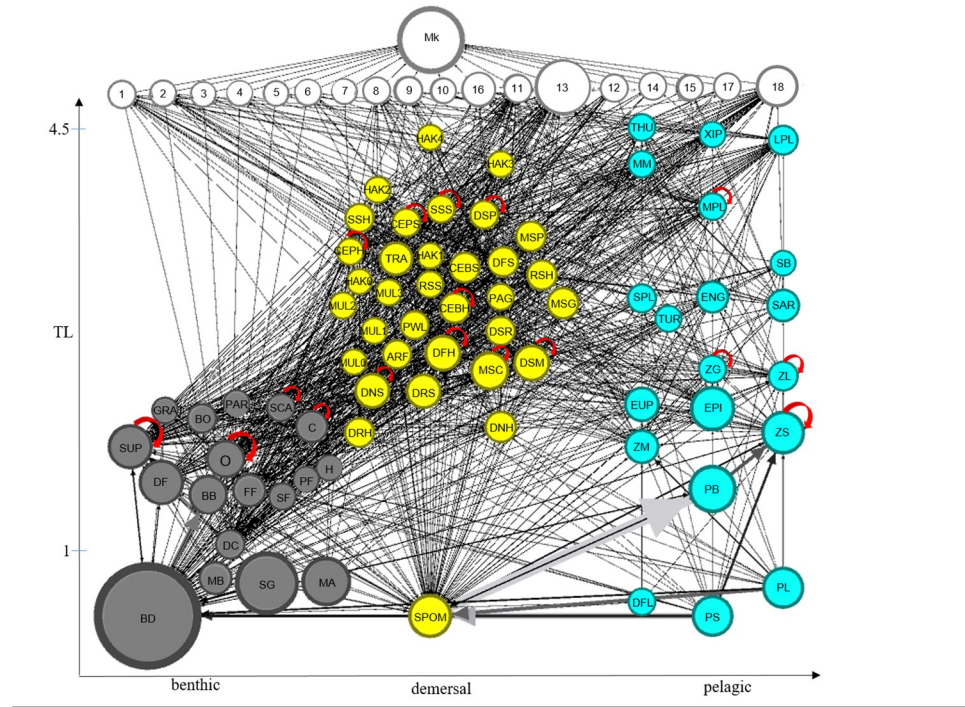 Mk
1 2 3 4 5 6 7 8 9 10 16 11 13 12 14 15 17 18
4.5
THU XIP LPL
HAK4
HAK3 MM
HAK2
MPL
SSH CEPS SSS DSP
MSP
CEPH TRA HAK1 CEBS DFS SB
RSH
HAK0 MUL3 RSS PAG
MUL2 CEBH MSG SPL ENG SAR
TUR
TL
MUL1 PWL DSR
MUL0 ARF DFH MSC DSM ZG ZL
DNS DRS
GRA BO PAR SCA C EUP EPI
DRH DNH ZS
SUP O ZM
H
DF BB FF SF PF PB
DC
1
MB SG MA
BD SPOM DFL PS PL
benthic demersal pelagic